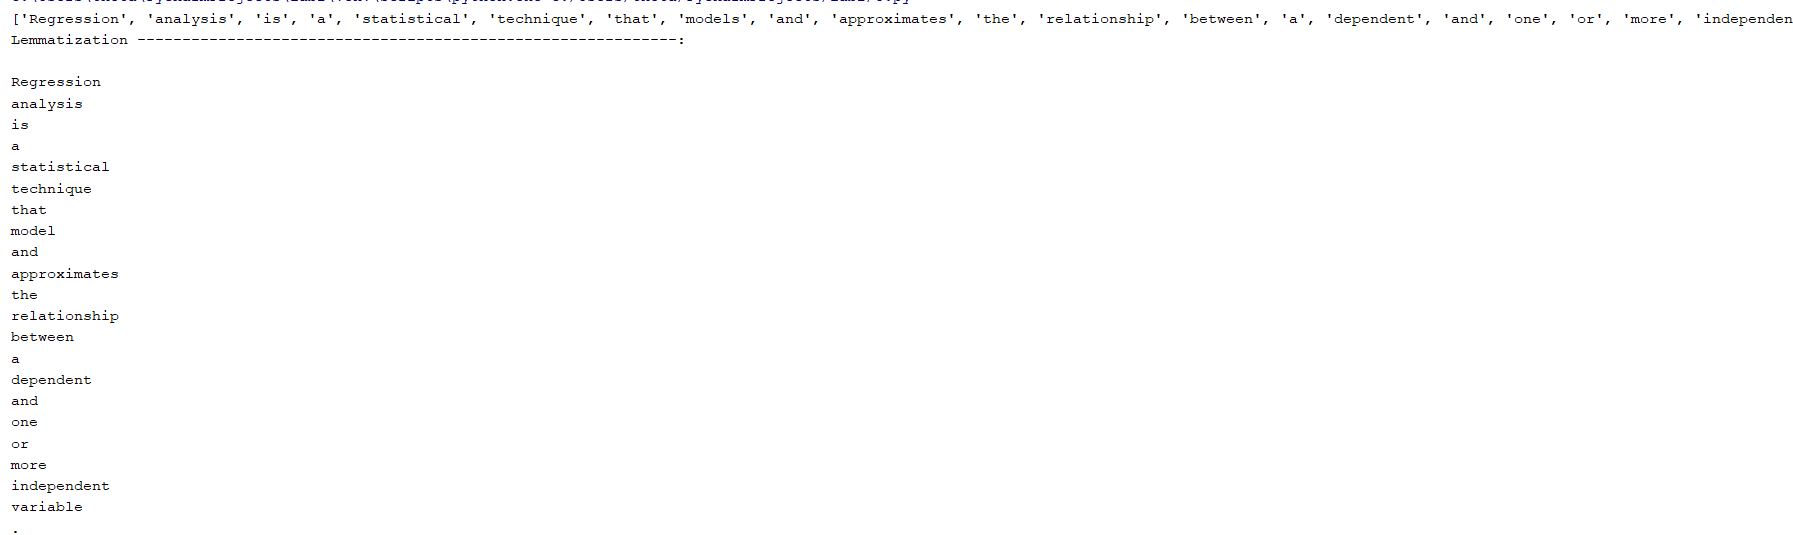 ['Regression', 'analysis', 'is', 'a', 'statistical', 'technique', 'that', 'models', 'and', 'approximates', 'the', 'relationship', 'between', 'a', 'dependent', 'and', 'one', 'or', 'more', 'independen
Lemmatization ------------------------------------------------------------:
Regression
analysis
is
a
statistical
technique
that
model
and
approximates
the
relationship
between
a
dependent
and
one
or
more
independent
variable
.